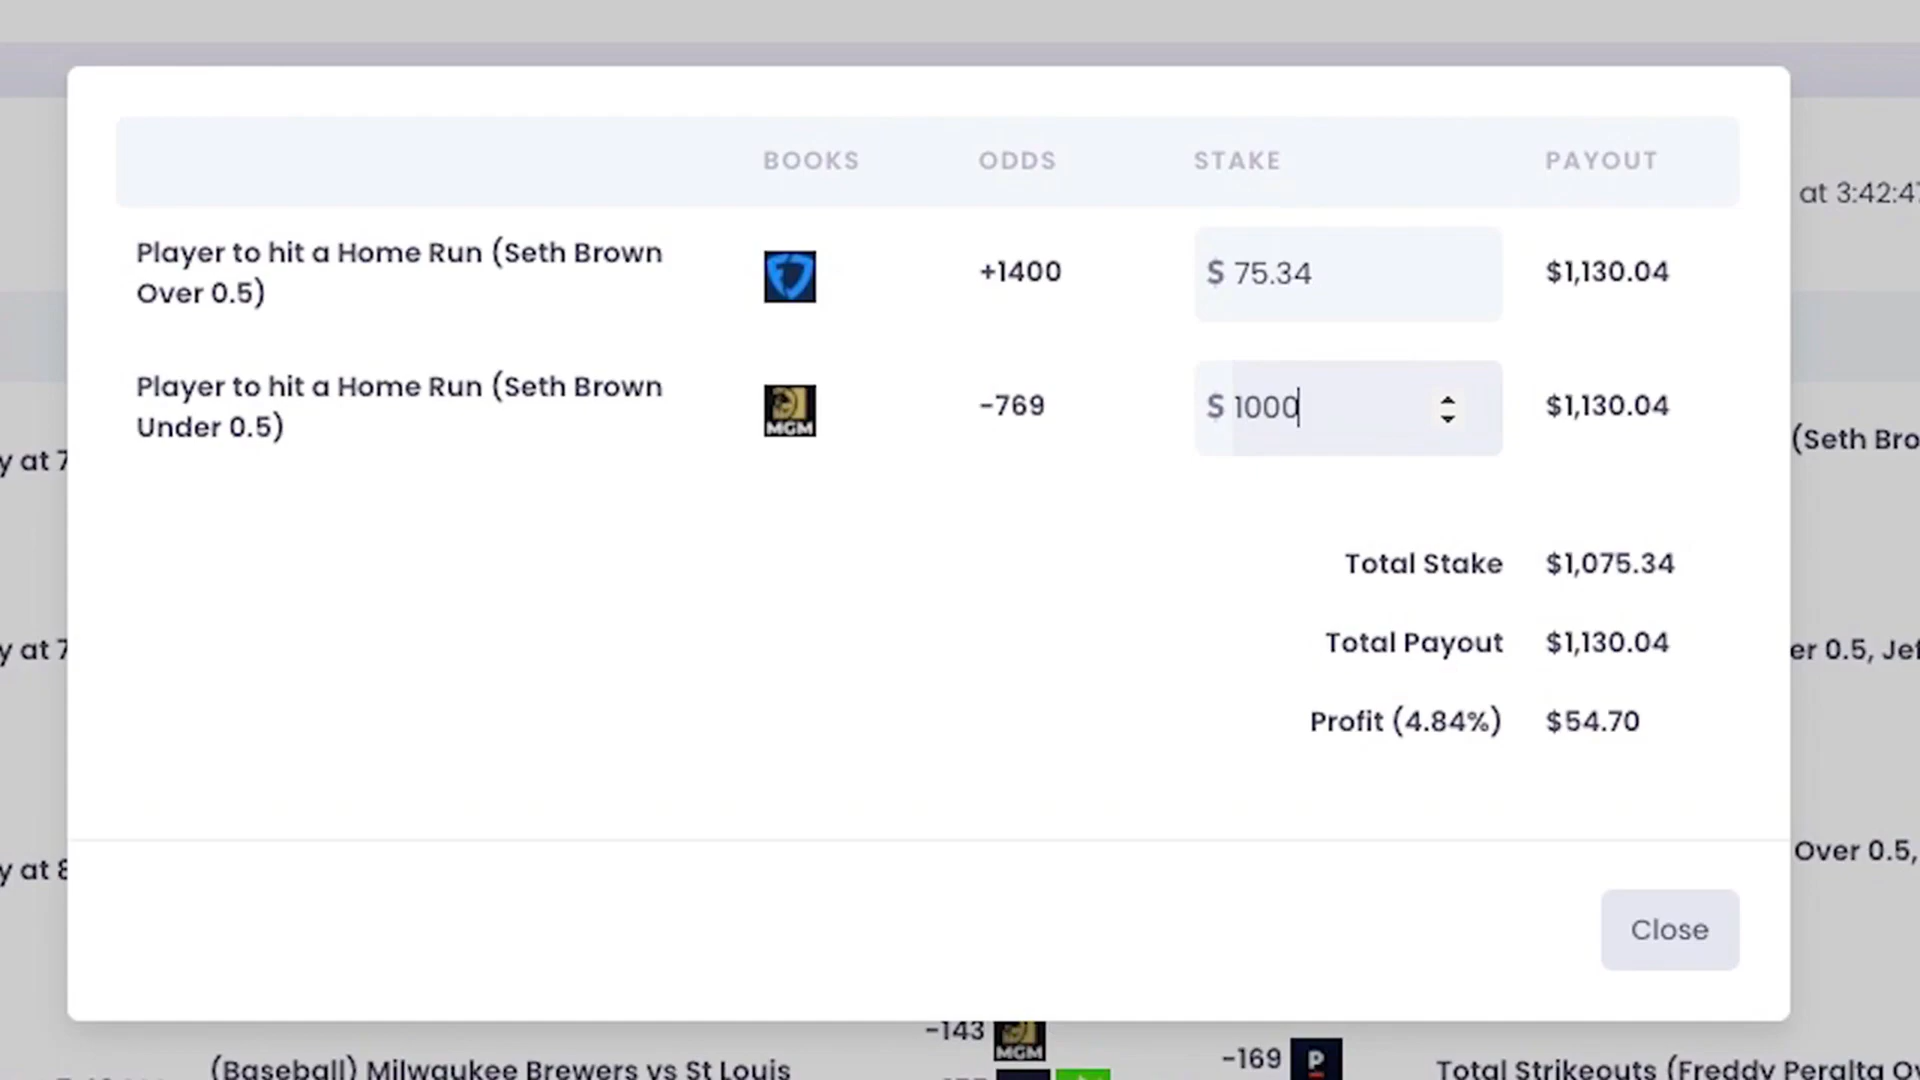 BOOKS ODDS STAKE PAYOUT
at 3:42:47
Player to hit a Home Run (Seth Brown
Over 0.5)
+1400
$ 75.34
$1,130.04
Player to hit a Home Run (Seth Brown
Under 0.5)
MGM
-769
$ 1000
$1,130.04
(Seth Bro
y at 7
Total Stake $1,075.34
Total Payout $1,130.04
y at 7
er 0.5, Jef
Profit (4.84%) $54.70
y at 8
Over 0.5,
Close
-143
MGM
-169
P
(Baseball) Milwaukee Brewers vs St Louis
Total Strikeouts (Freddy Peralta Ov